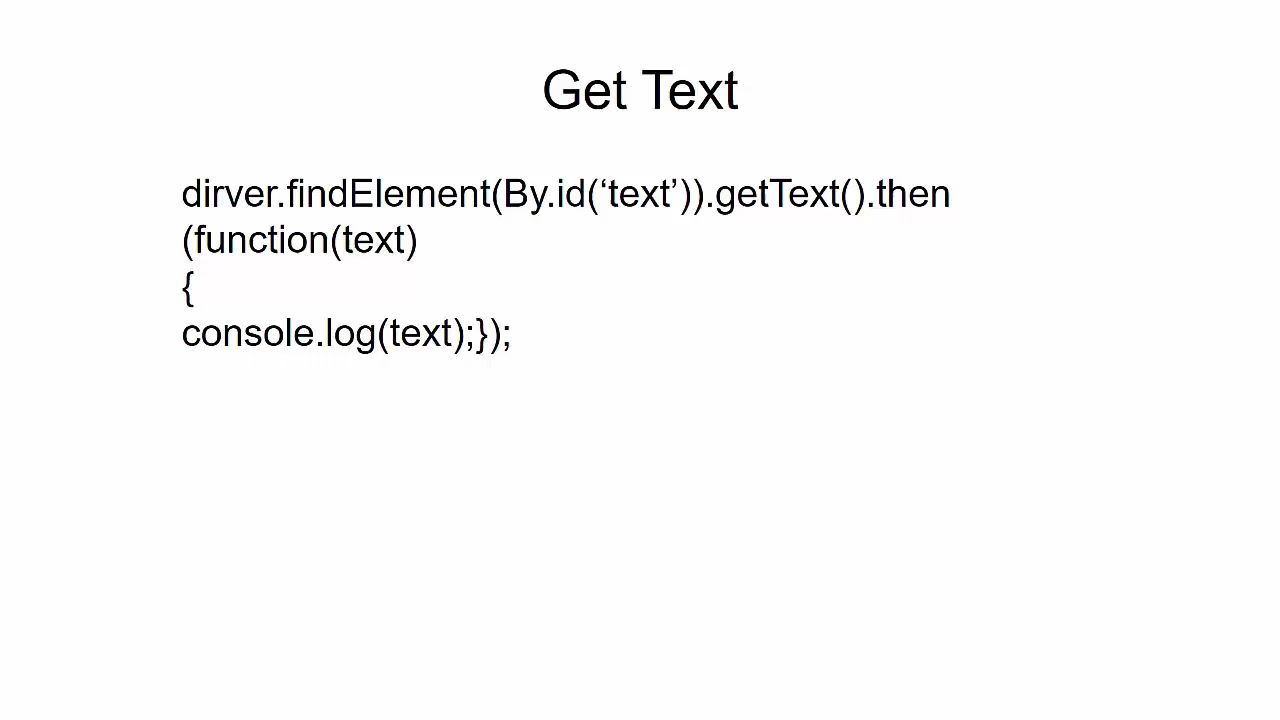 Get Text
dirver.findElement(By.id(‘text’)).getText().then
(function(text)
{
console.log(text);});